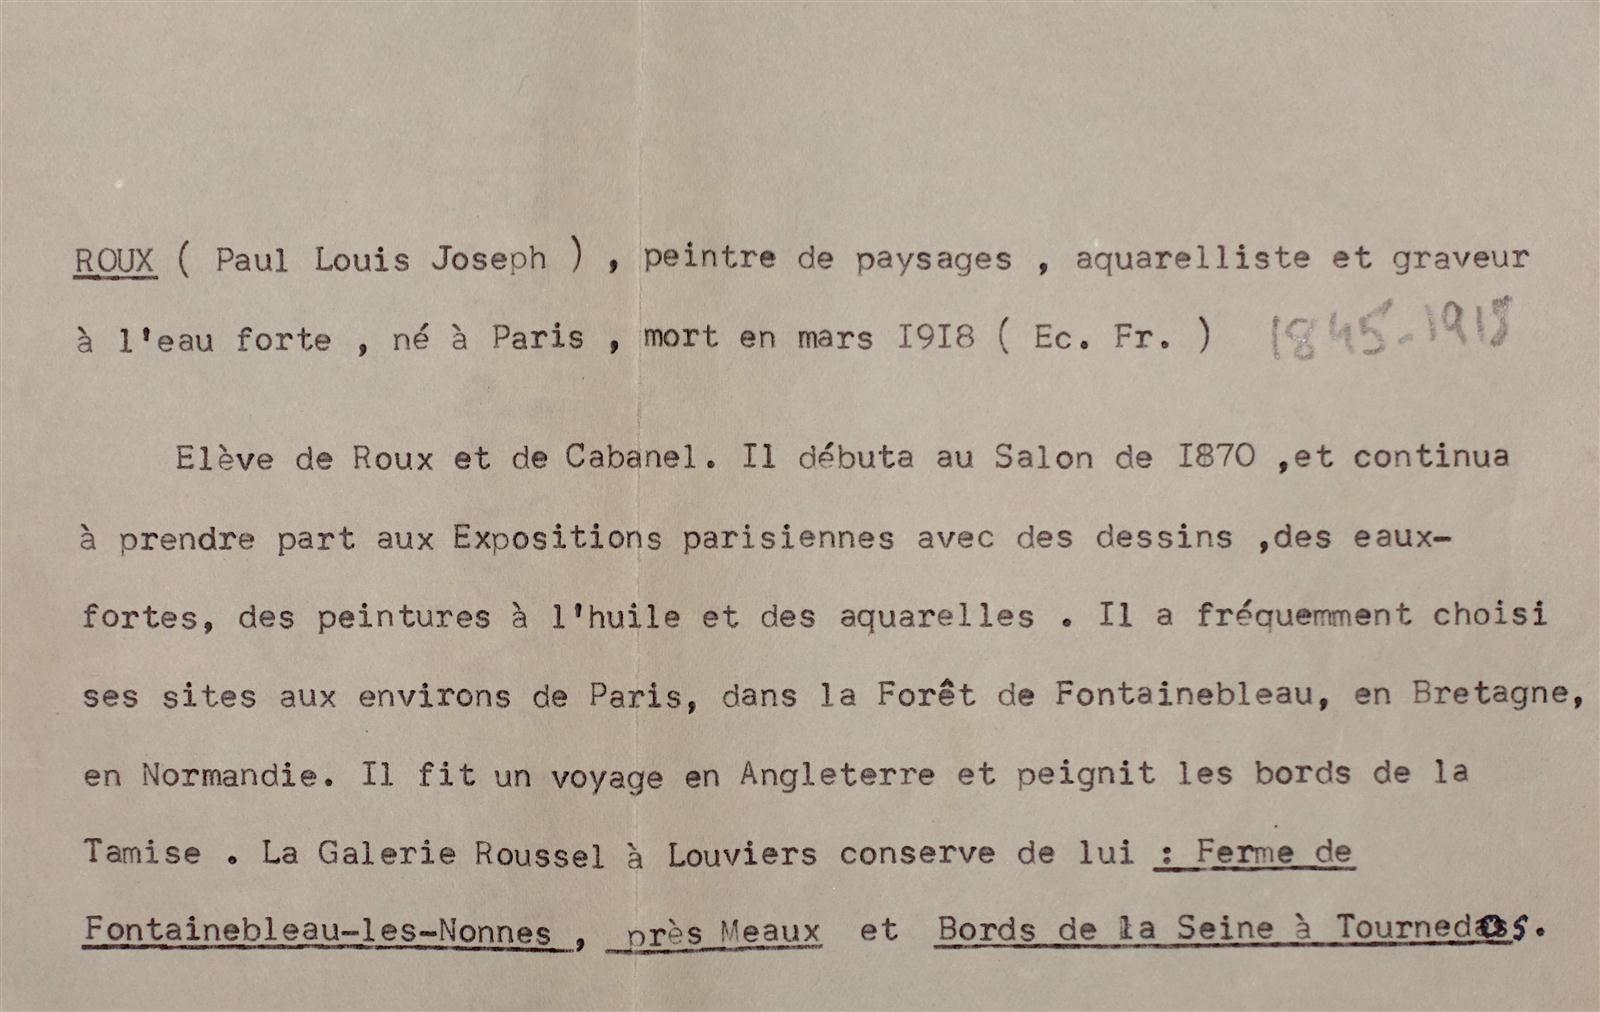 ROUX ( Paul Louis Joseph ) , peintre de paysages , aquarelliste et graveur
à l'eau forte , né à Paris , mort en mars I9I8 ( Ec. Fr. ) 1845-1918
Elève de Roux et de Cabanel. Il débuta au Salon de I870 ,et continua
à prendre part aux Expositions parisiennes avec des dessins ,des eaux-
fortes, des peintures à l'huile et des aquarelles . Il a fréquemment choisi
ses sites aux environs de Paris, dans la Forêt de Fontainebleau, en Bretagne,
en Normandie. Il fit un voyage en Angleterre et peignit les bords de la
Tamise . La Galerie Roussel à Louviers conserve de lui : Ferme de
Fontainebleau-les-Nonnes , près Meaux et Bords de la Seine à Tournedos.